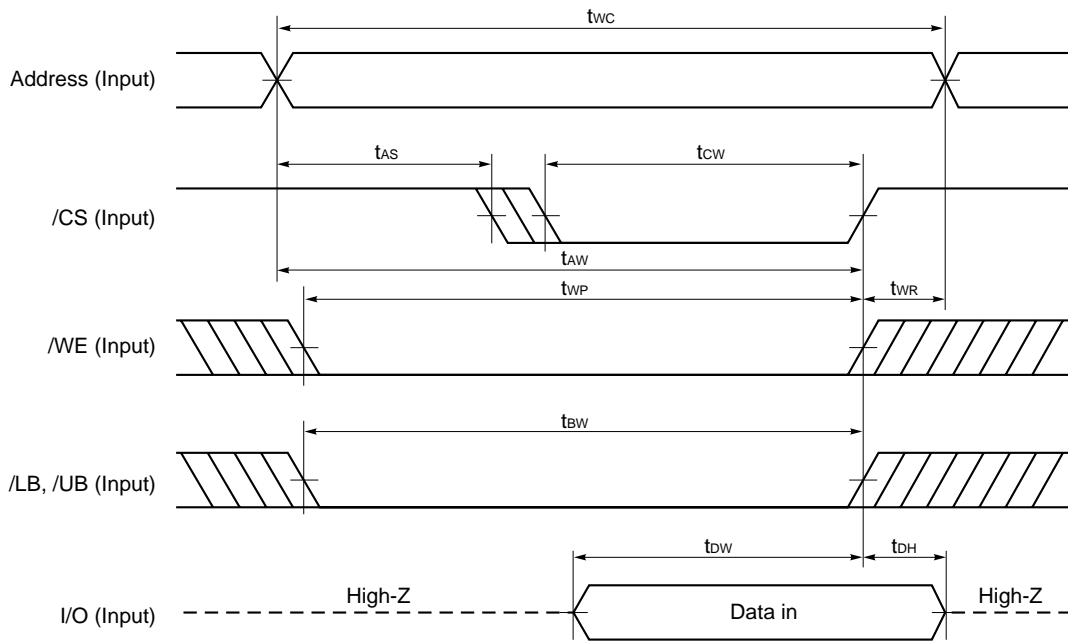 tWC
Address (Input)
tAS
tCW
/CS (Input)
tAW
tWP
tWR
/WE (Input)
tBW
/LB, /UB (Input)
tDW
tDH
High-Z
Data in
High-Z
I/O (Input)